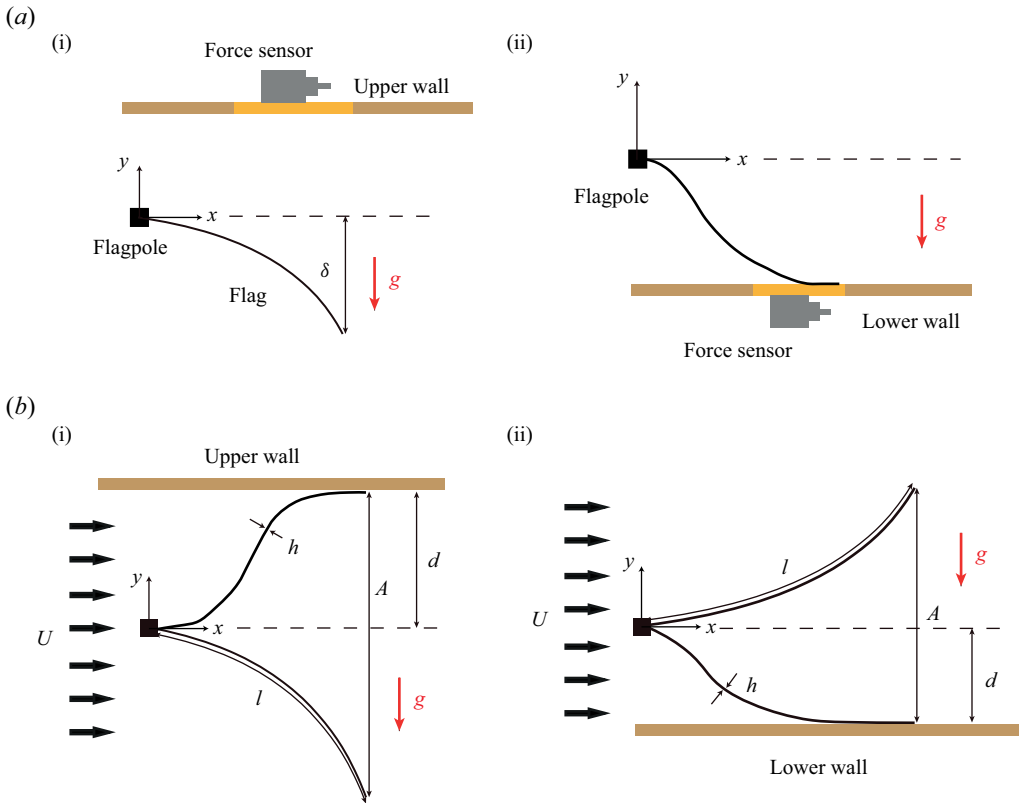 (a)
(i)
Force sensor
Upper wall
y
x
Flagpole
δ
Flag
g
(ii)
y
x
Flagpole
g
Lower wall
Force sensor
(b)
(i)
Upper wall
h
d
y
A
U
x
l
g
(ii)
l
g
y
A
U
x
h
d
Lower wall